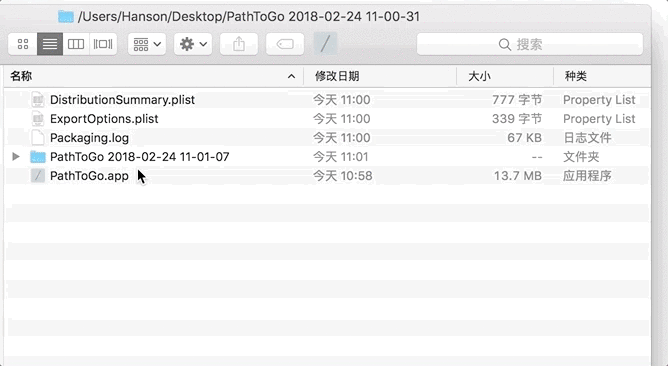 /Users/Hanson/Desktop/PathToGo 2018-02-24 11-00-31
搜索
名称 修改日期 大小 种类
DistributionSummary.plist 今天 11:00 777 字节 Property List
ExportOptions.plist 今天 11:00 339 字节 Property List
Packaging.log 今天 11:00 67 KB 日志文件
PathToGo 2018-02-24 11-01-07 今天 11:01 -- 文件夹
PathToGo.app 今天 10:58 13.7 MB 应用程序